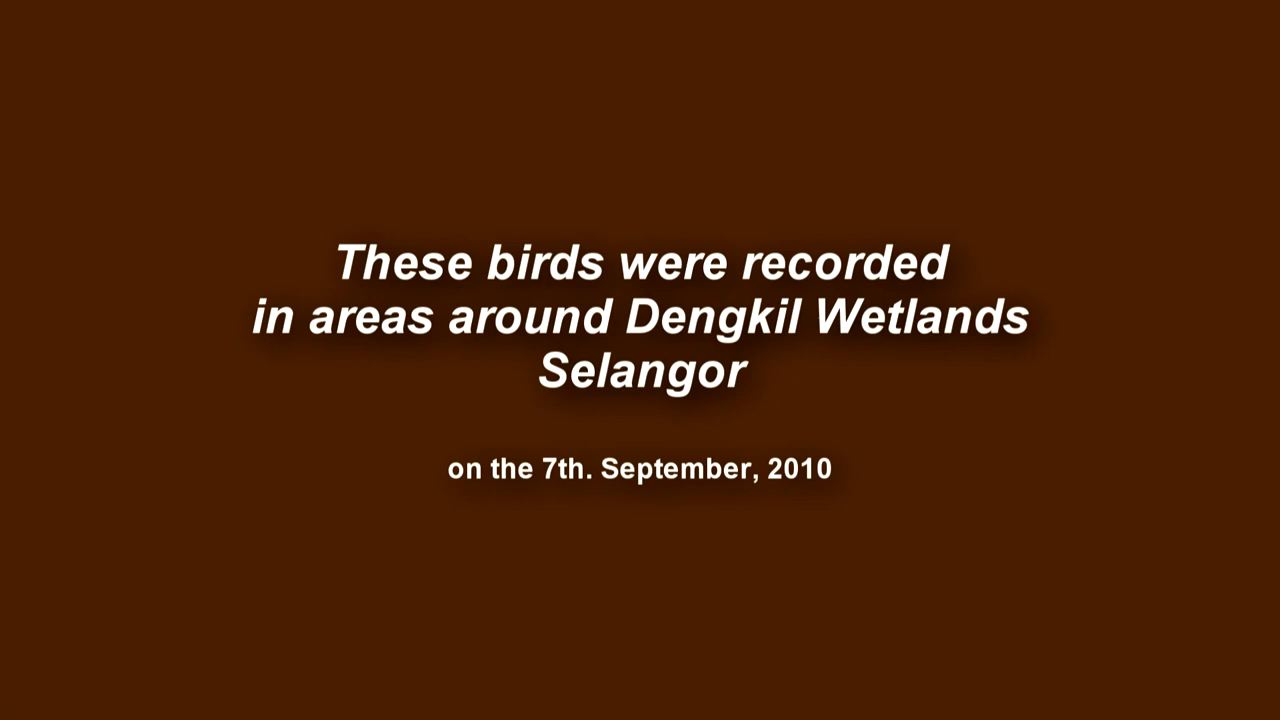 These birds were recorded
in areas around Dengkil Wetlands
Selangor
on the 7th. September, 2010